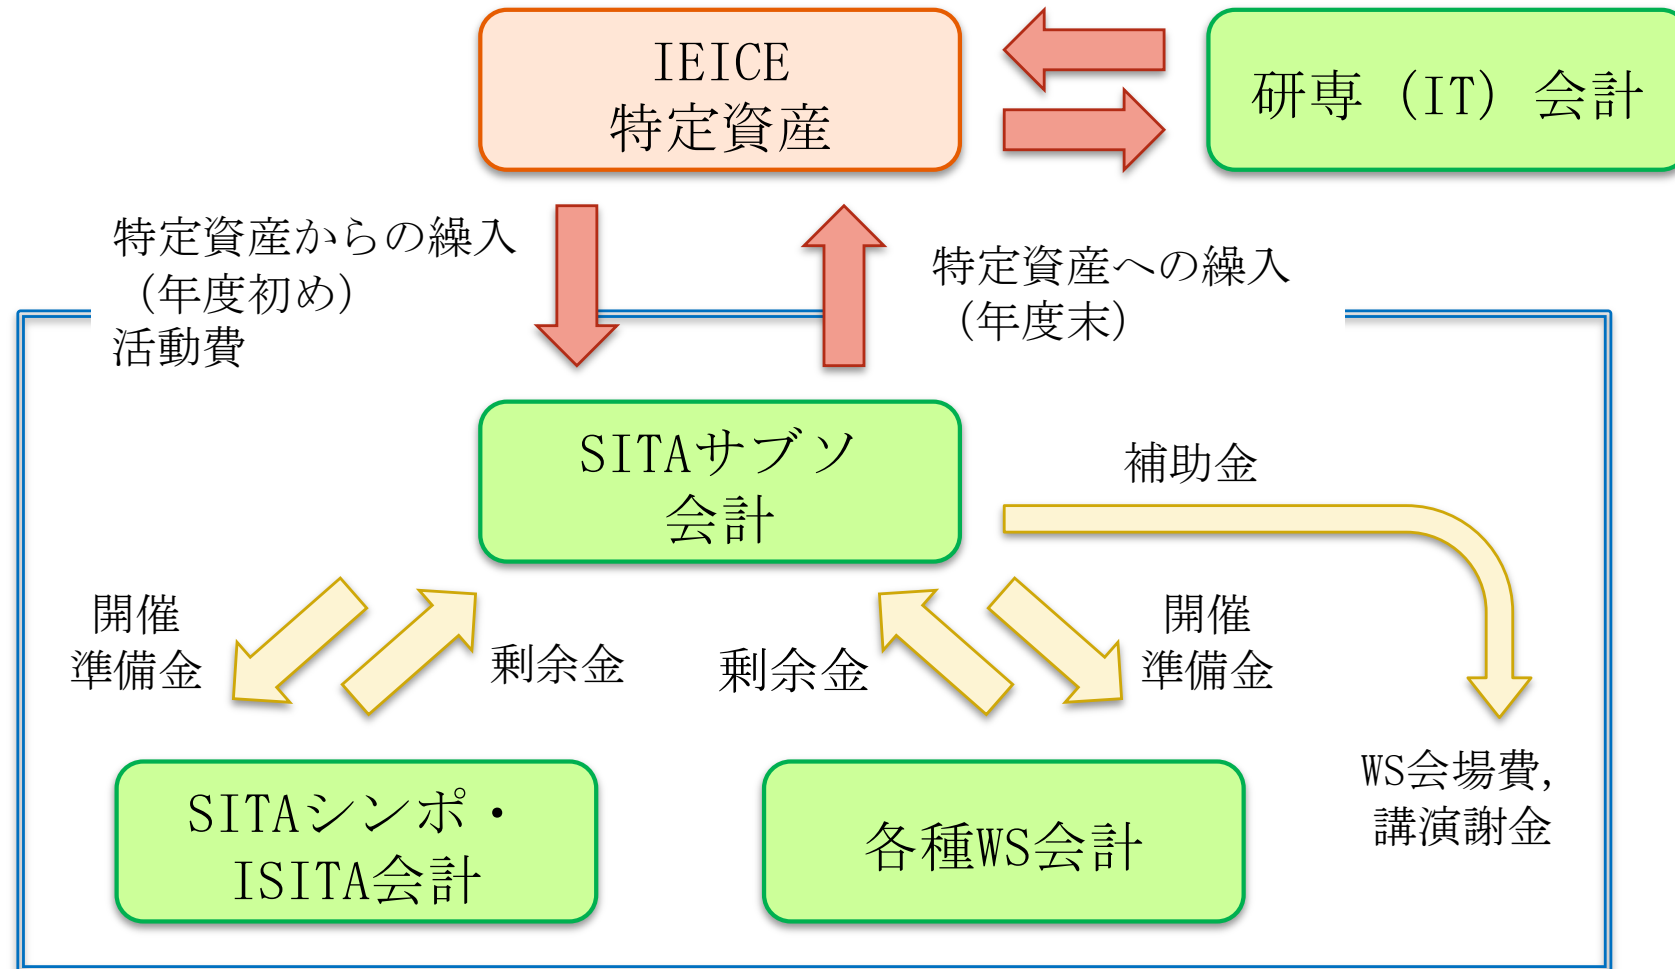 IEICE
特定資産
研専（IT）会計
特定資産からの繰入
（年度初め）
活動費
特定資産への繰入
（年度末）
SITAサブソ
会計
補助金
開催
準備金
剰余金
剰余金
開催
準備金
SITAシンポ・
ISITA会計
各種WS会計
WS会場費,
講演謝金